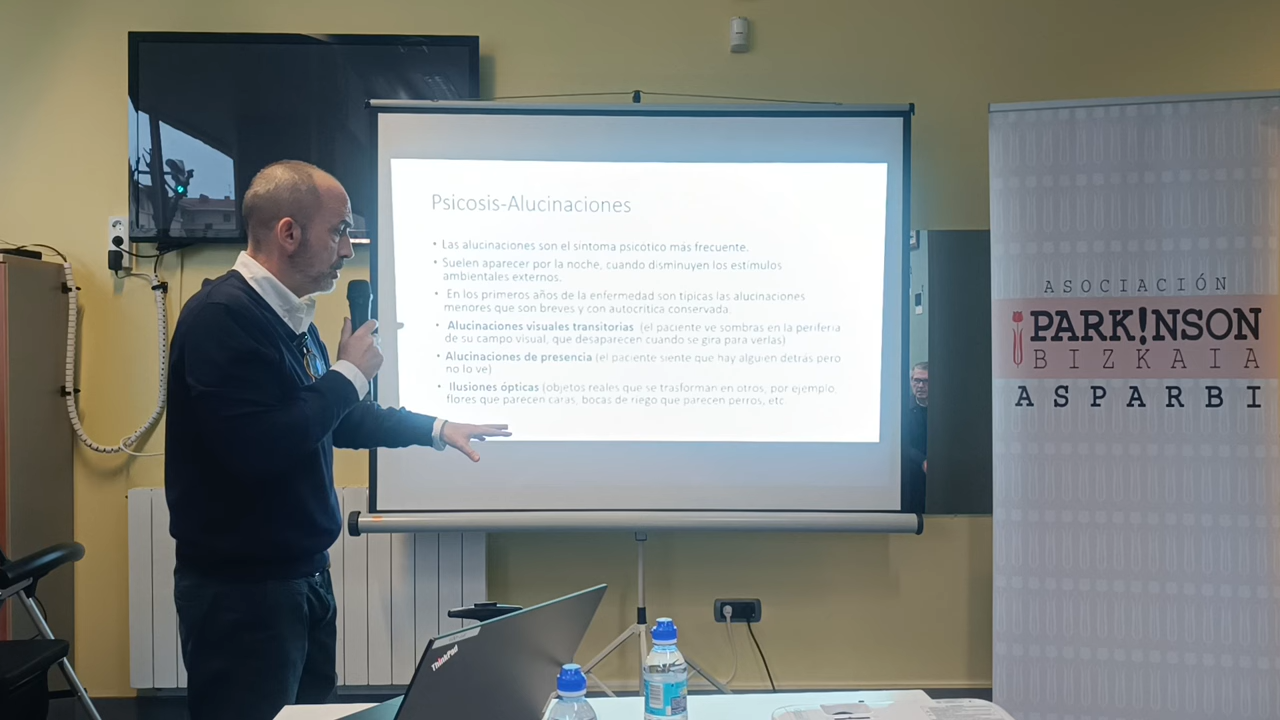 Psicosis-Alucinaciones
• Las alucinaciones son el síntoma psicótico más frecuente.
• Suelen aparecer por la noche, cuando disminuyen los estímulos
ambientales externos.
• En los primeros años de la enfermedad son típicas las alucinaciones
menores que son breves y con autocrítica conservada.
• Alucinaciones visuales transitorias (el paciente ve sombras en la periferia
de su campo visual, que desaparecen cuando se gira para verlas)
• Alucinaciones de presencia (el paciente siente que hay alguien detrás pero
no lo ve)
• Ilusiones ópticas (objetos reales que se trasforman en otros, por ejemplo,
flores que parecen caras, bocas de riego que parecen perros, etc
ASOCIACIÓN
PARK!NSON
BIZKAIA
ASPARBI
ThinkPad